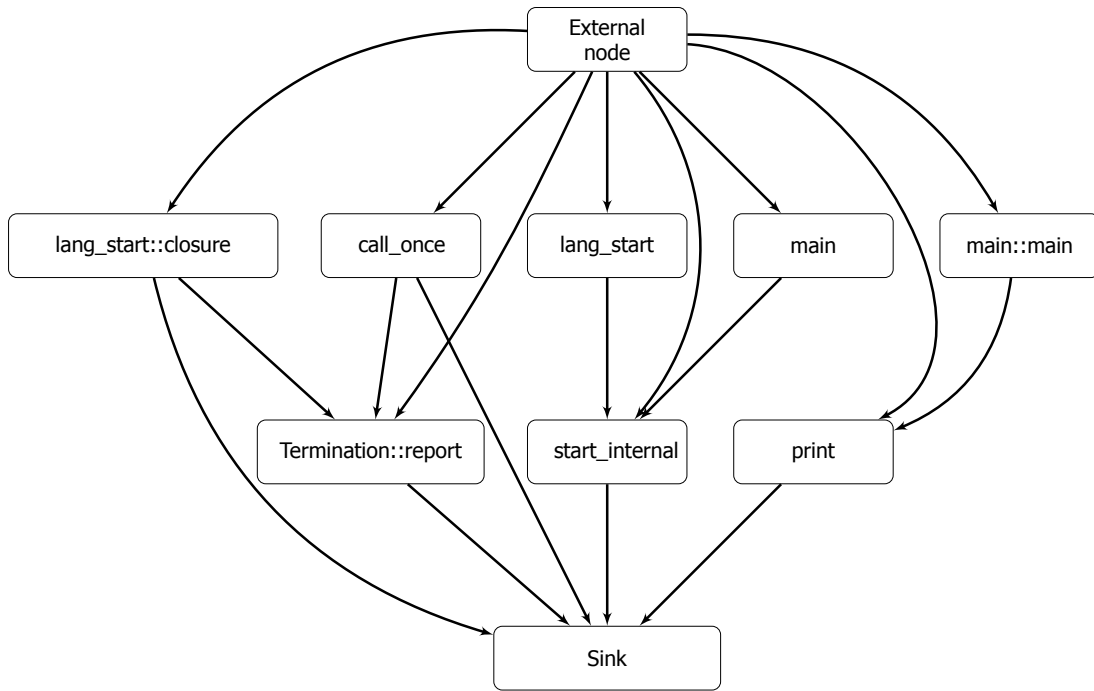 External
node
lang_start::closure
call_once
lang_start
main
main::main
Termination::report
start_internal
print
Sink